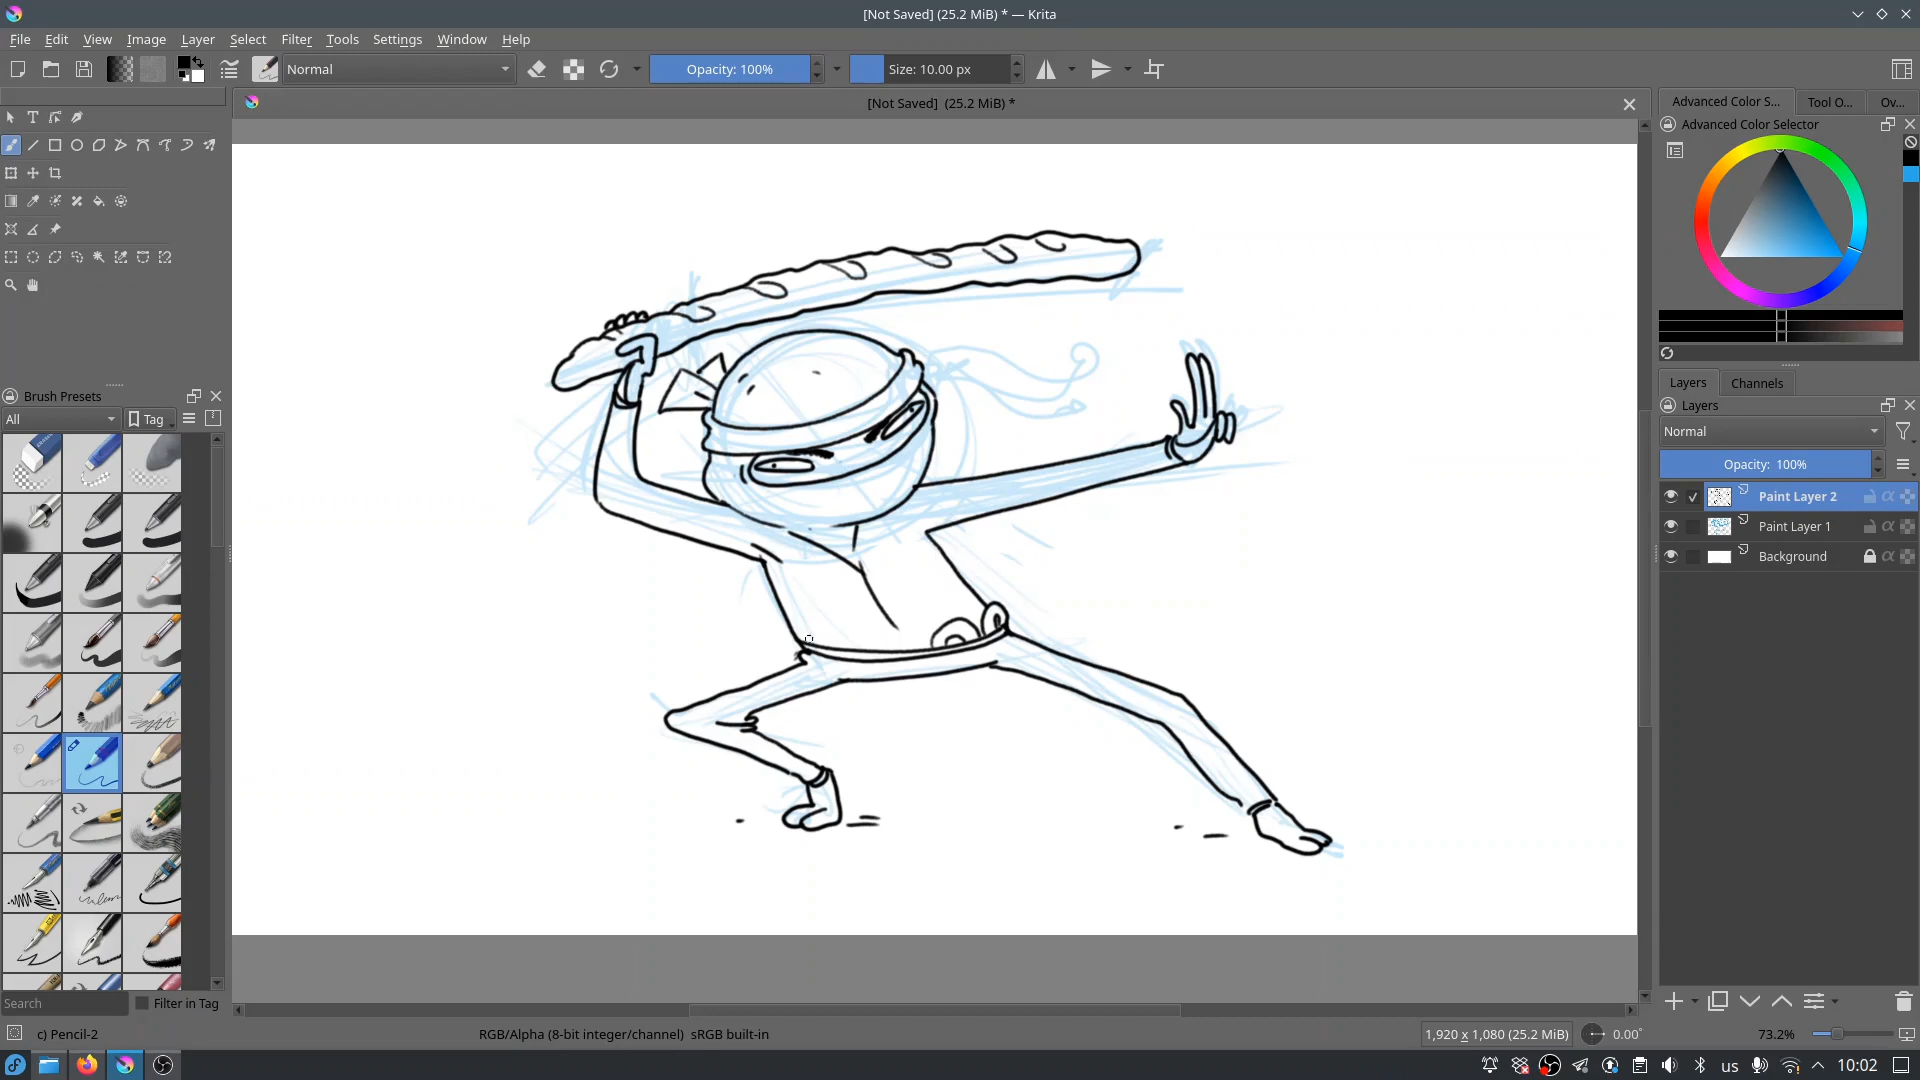 [Not Saved] (25.2 MiB) * — Krita
File Edit View Image Layer Select Filter Tools Settings Window Help
Normal Opacity: 100% Size: 10.00 px
[Not Saved] (25.2 MiB) *
Advanced Color S... Tool O... Ov...
Advanced Color Selector
Brush Presets
All Tag
Layers Channels
Layers
Normal
Opacity: 100%
Paint Layer 2
Paint Layer 1
Background
Search Filter in Tag
c) Pencil-2 RGB/Alpha (8-bit integer/channel) sRGB built-in 1,920 x 1,080 (25.2 MiB) 0.00° 73.2%
us 10:02